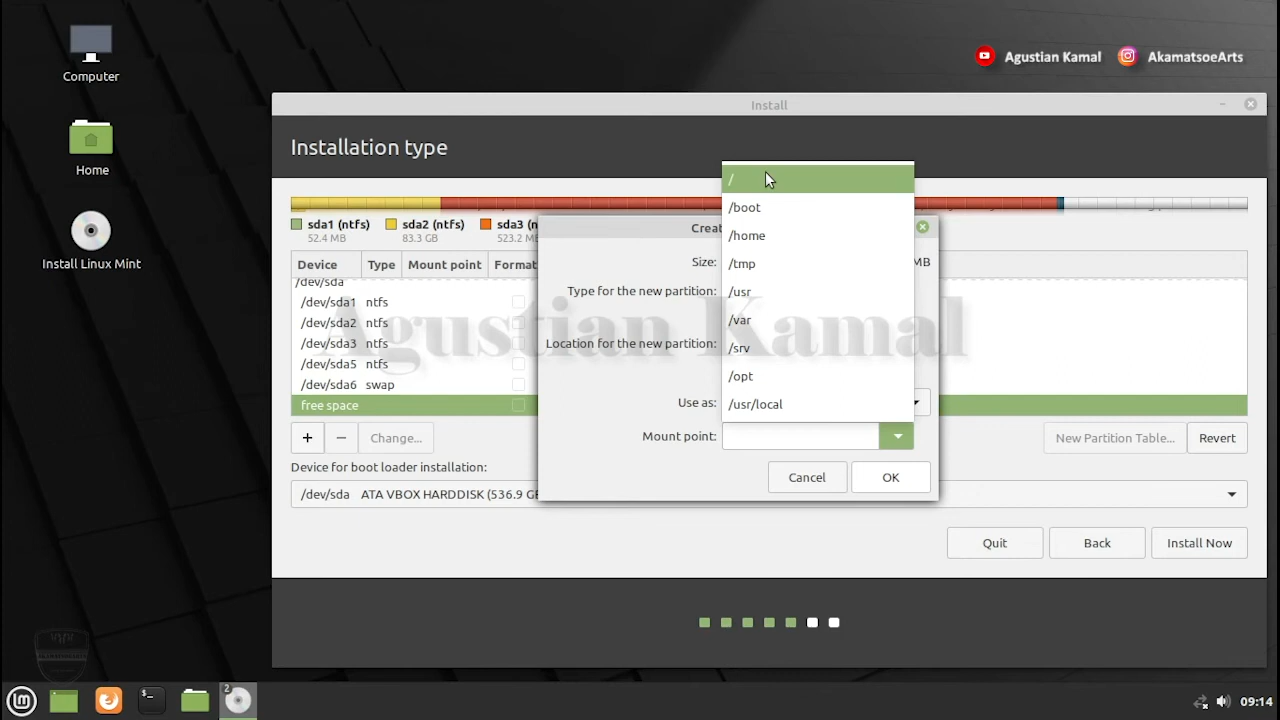 Computer
Agustian Kamal
AkamatsoeArts
Install
Home
Installation type
/
/boot
/home
/tmp
/usr
/var
/srv
/opt
/usr/local
sda1 (ntfs)
52.4 MB
sda2 (ntfs)
83.3 GB
sda3 (n
523.2 M
Crea
Size:
MB
Install Linux Mint
Device Type Mount point Format
/dev/sda
/dev/sda1 ntfs
/dev/sda2 ntfs
/dev/sda3 ntfs
/dev/sda5 ntfs
/dev/sda6 swap
free space
Type for the new partition:
Location for the new partition:
Use as:
Mount point:
Agustian Kamal
+
−
Change...
New Partition Table...
Revert
Cancel
OK
Device for boot loader installation:
/dev/sda ATA VBOX HARDDISK (536.9 G
Quit
Back
Install Now
2
09:14